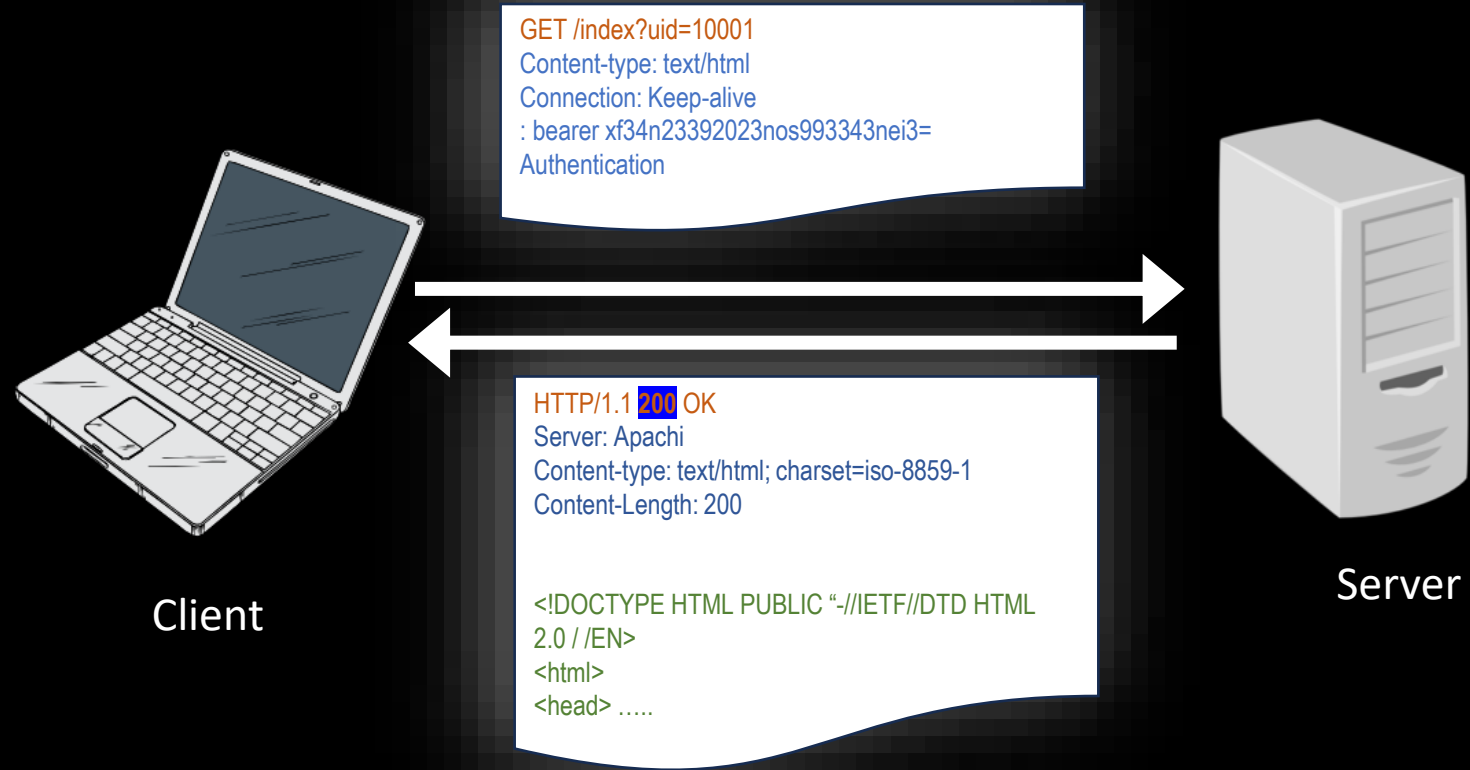 GET /index?uid=10001
Content-type: text/html
Connection: Keep-alive
: bearer xf34n23392023nos993343nei3=
Authentication
HTTP/1.1 200 OK
Server: Apachi
Content-type: text/html; charset=iso-8859-1
Content-Length: 200
<!DOCTYPE HTML PUBLIC “-//IETF//DTD HTML
2.0 / /EN>
<html>
<head> …..
Client
Server